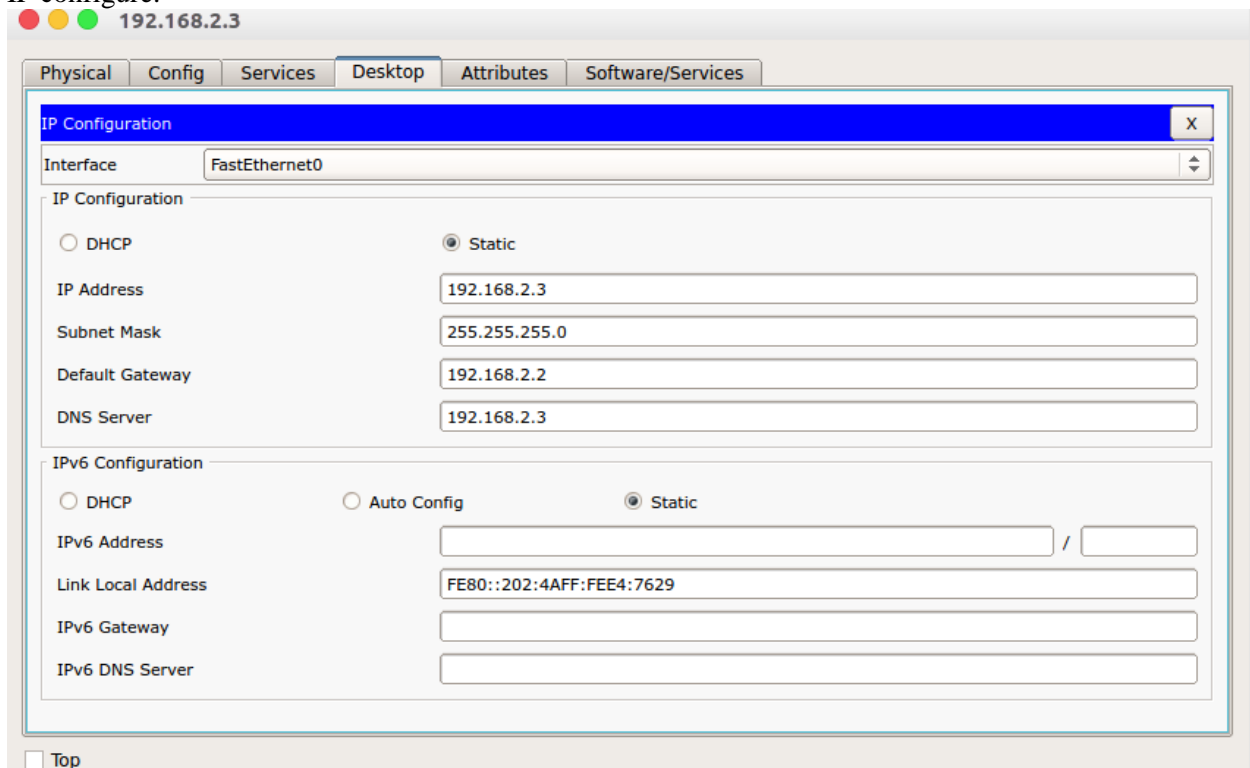 IP configure:
192.168.2.3
Physical Config Services Desktop Attributes Software/Services
IP Configuration X
Interface FastEthernet0
IP Configuration
DHCP Static
IP Address 192.168.2.3
Subnet Mask 255.255.255.0
Default Gateway 192.168.2.2
DNS Server 192.168.2.3
IPv6 Configuration
DHCP Auto Config Static
IPv6 Address /
Link Local Address FE80::202:4AFF:FEE4:7629
IPv6 Gateway
IPv6 DNS Server
Top